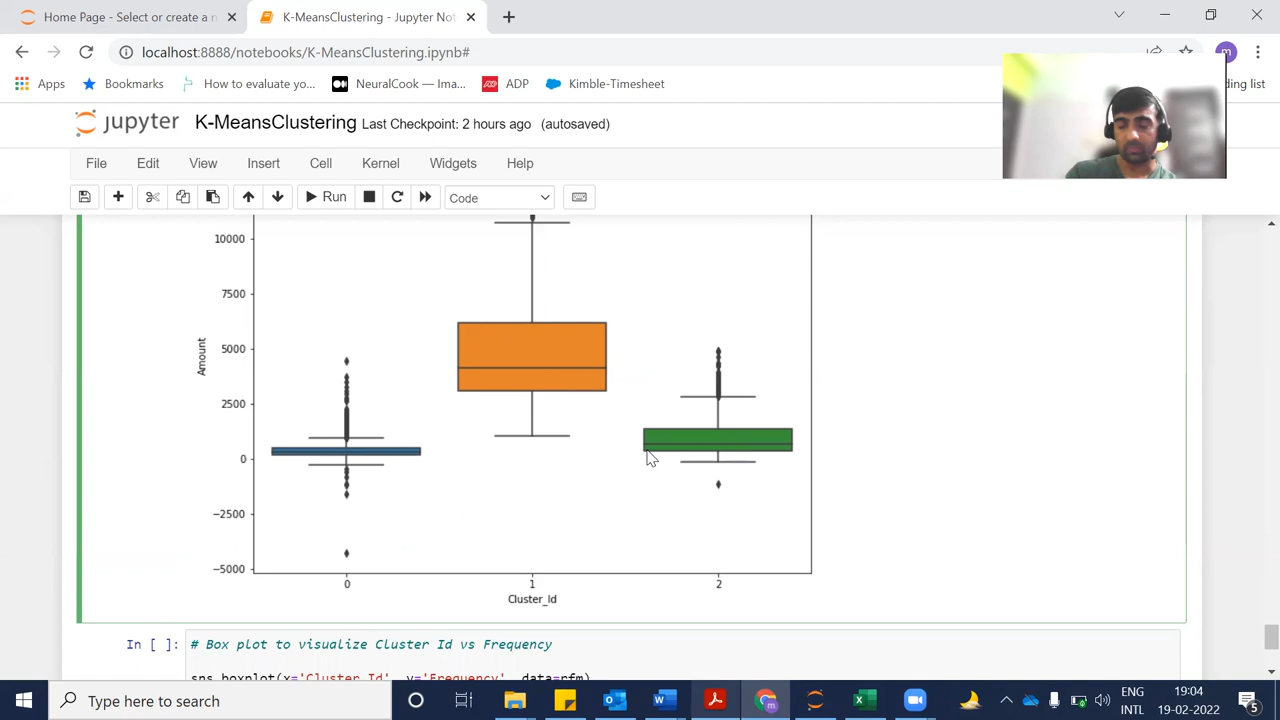 Home Page - Select or create a n
K-MeansClustering - Jupyter Not
localhost:8888/notebooks/K-MeansClustering.ipynb#
m
Apps
Bookmarks
How to evaluate yo...
NeuralCook — Ima...
ADP
Kimble-Timesheet
ding list
jupyter
K-MeansClustering Last Checkpoint: 2 hours ago (autosaved)
File
Edit
View
Insert
Cell
Kernel
Widgets
Help
Run
Code
10000
7500
5000
2500
0
−2500
−5000
Amount
0
1
2
Cluster_Id
In [ ]:
# Box plot to visualize Cluster Id vs Frequency
sns.boxplot(x='Cluster_Id', y='Frequency', data=rfm)
Type here to search
ENG
INTL
19:04
19-02-2022
5